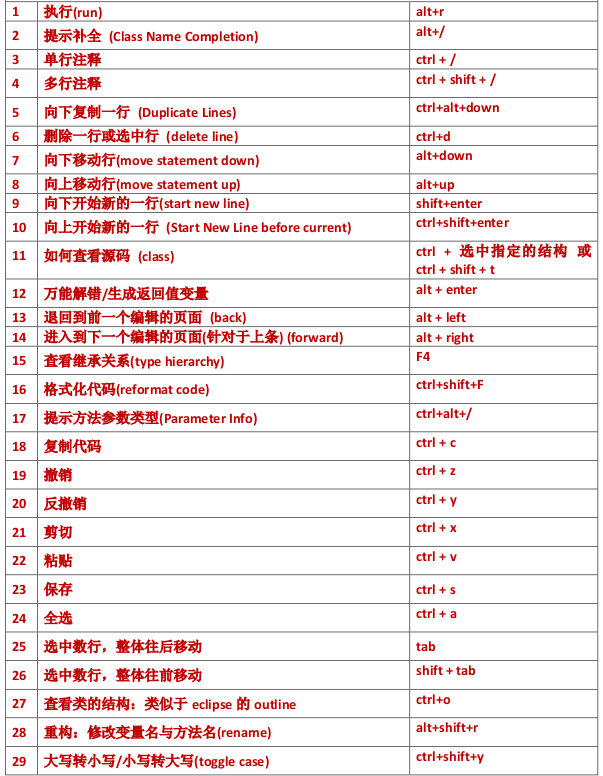 1 执行(run) alt+r
2 提示补全 (Class Name Completion) alt+/
3 单行注释 ctrl + /
4 多行注释 ctrl + shift + /
5 向下复制一行 (Duplicate Lines) ctrl+alt+down
6 删除一行或选中行 (delete line) ctrl+d
7 向下移动行(move statement down) alt+down
8 向上移动行(move statement up) alt+up
9 向下开始新的一行(start new line) shift+enter
10 向上开始新的一行 (Start New Line before current) ctrl+shift+enter
11 如何查看源码 (class) ctrl + 选中指定的结构 或
ctrl + shift + t
12 万能解错/生成返回值变量 alt + enter
13 退回到前一个编辑的页面 (back) alt + left
14 进入到下一个编辑的页面(针对于上条) (forward) alt + right
15 查看继承关系(type hierarchy) F4
16 格式化代码(reformat code) ctrl+shift+F
17 提示方法参数类型(Parameter Info) ctrl+alt+/
18 复制代码 ctrl + c
19 撤销 ctrl + z
20 反撤销 ctrl + y
21 剪切 ctrl + x
22 粘贴 ctrl + v
23 保存 ctrl + s
24 全选 ctrl + a
25 选中数行，整体往后移动 tab
26 选中数行，整体往前移动 shift + tab
27 查看类的结构：类似于 eclipse 的 outline ctrl+o
28 重构：修改变量名与方法名(rename) alt+shift+r
29 大写转小写/小写转大写(toggle case) ctrl+shift+y